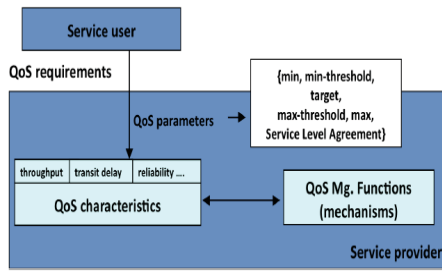 Service user
QoS requirements
{min, min-threshold,
target,
max-threshold, max,
Service Level Agreement}
QoS parameters
throughput transit delay reliability ....
QoS characteristics
QoS Mg. Functions
(mechanisms)
Service provider